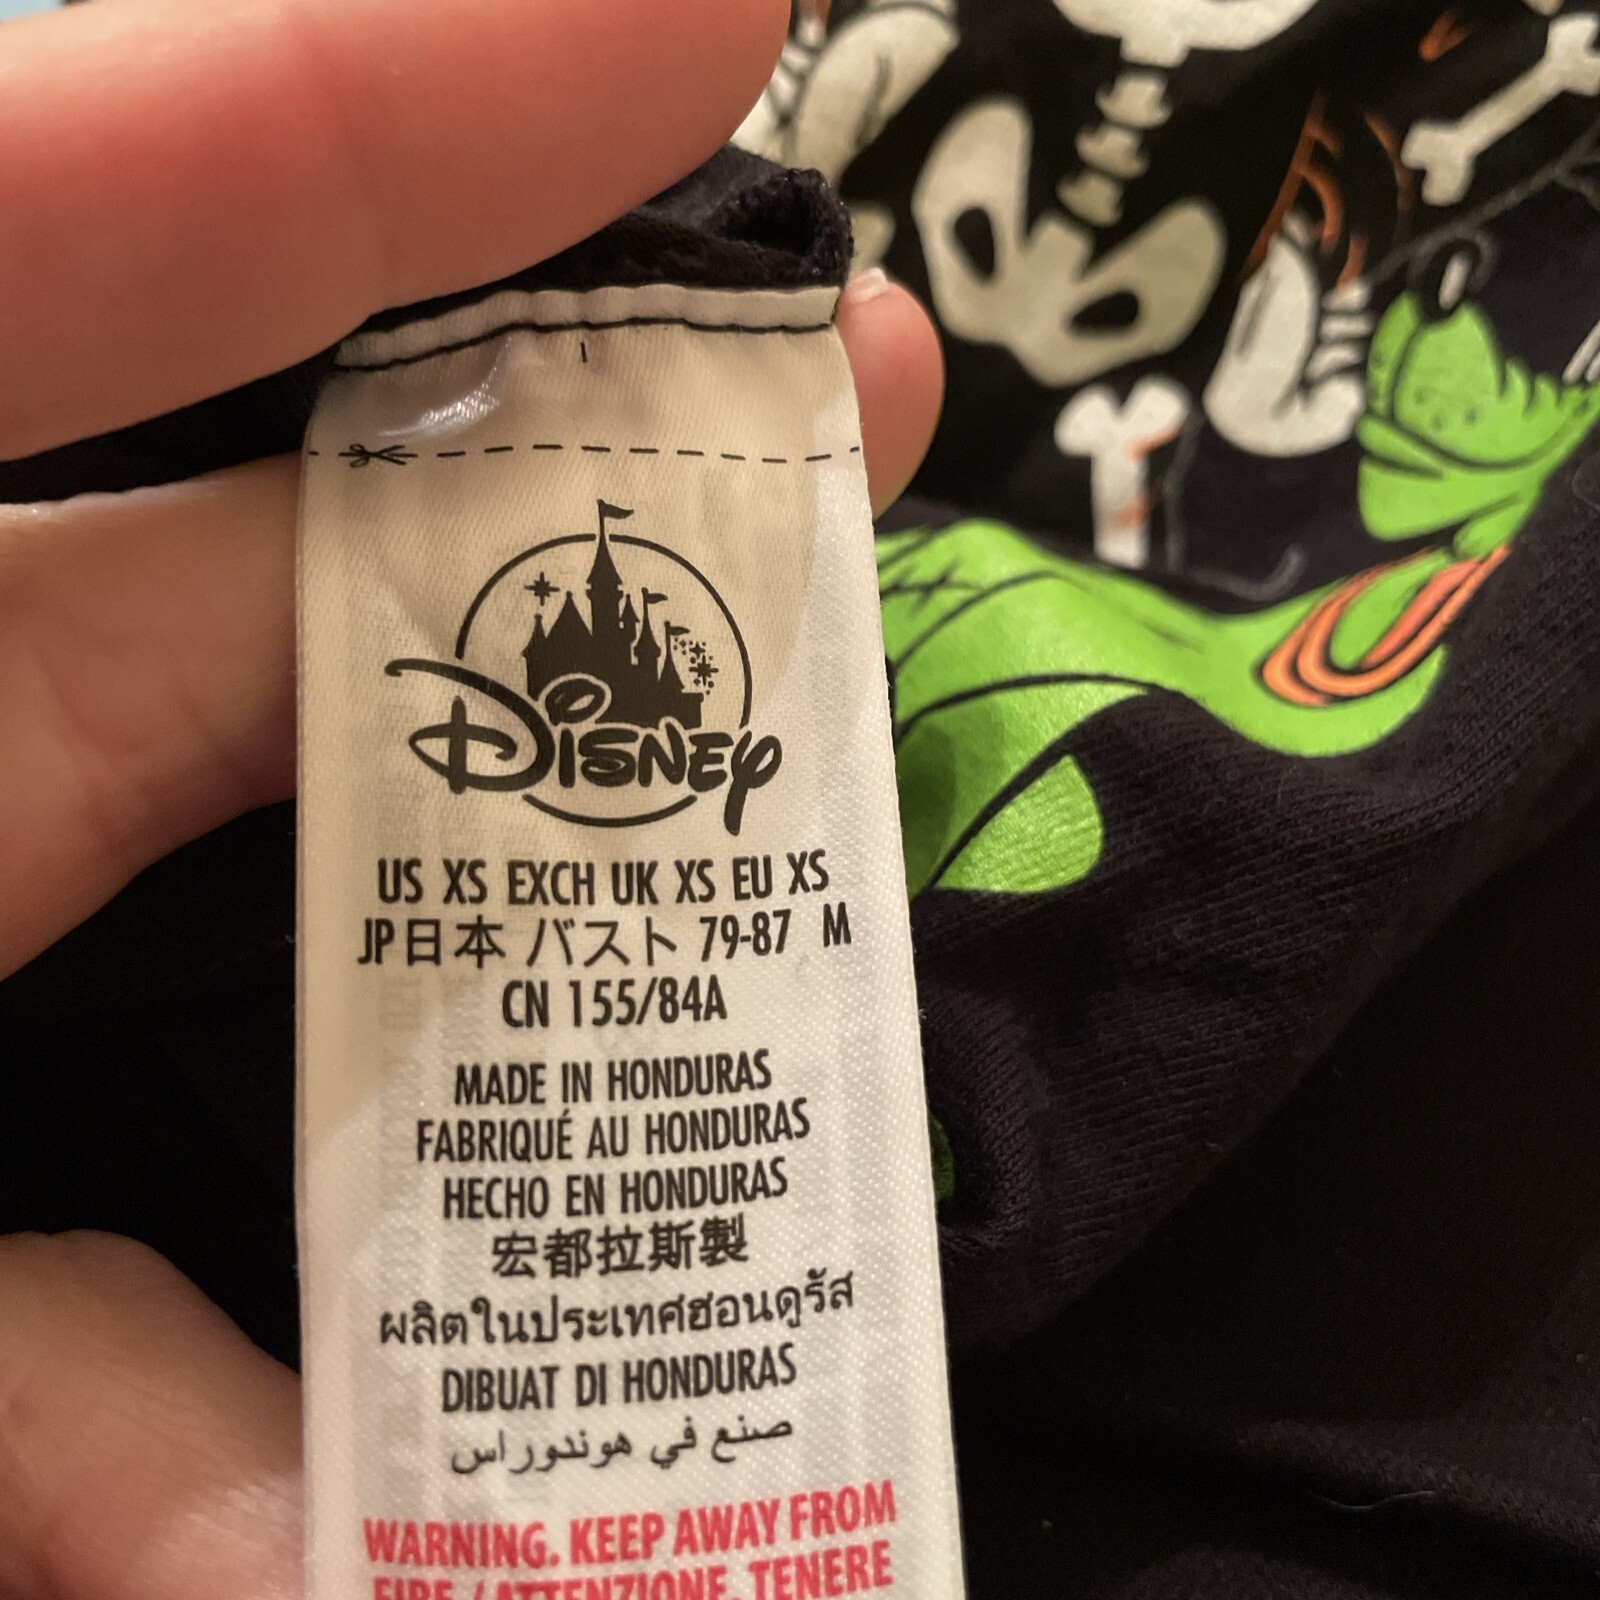 Disney
US XS EXCH UK XS EU XS
JP日本 バスト 79-87 M
CN 155/84A
MADE IN HONDURAS
FABRIQUÉ AU HONDURAS
HECHO EN HONDURAS
宏都拉斯製
ผลิตในประเทศฮอนดูรัส
DIBUAT DI HONDURAS
صنع في هوندوراس
WARNING. KEEP AWAY FROM
FIRE / ATTENZIONE. TENERE